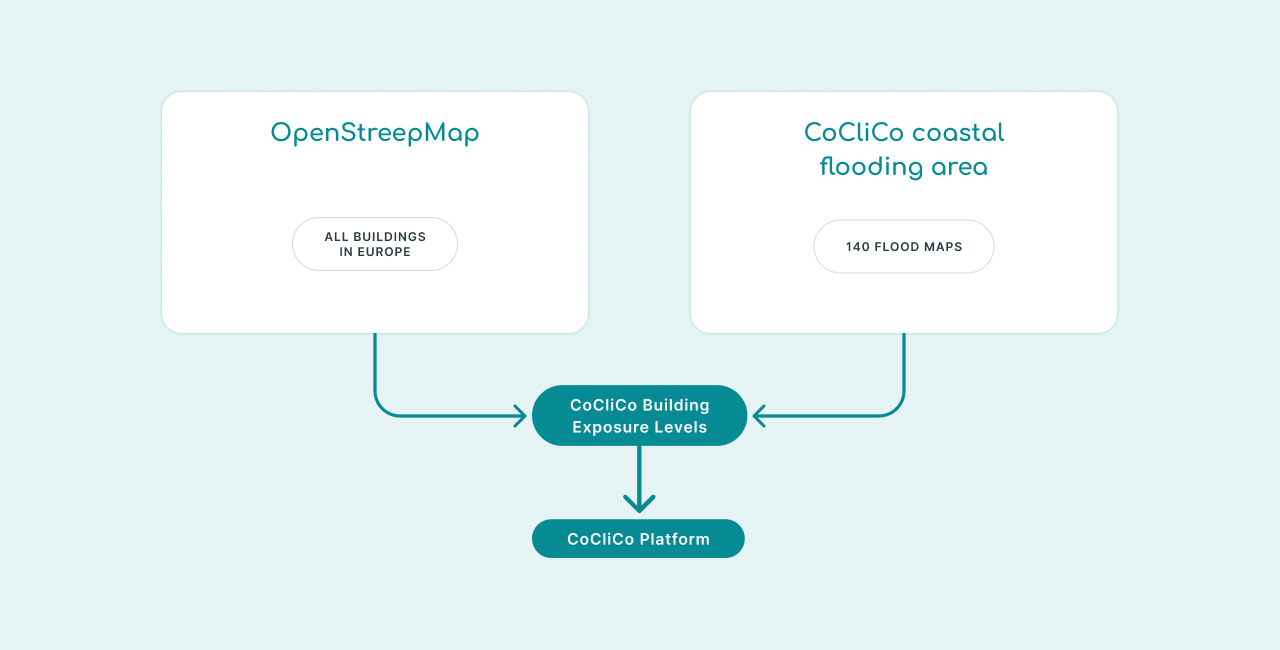 OpenStreepMap
ALL BUILDINGS
IN EUROPE
CoCliCo coastal
flooding area
140 FLOOD MAPS
CoCliCo Building
Exposure Levels
CoCliCo Platform